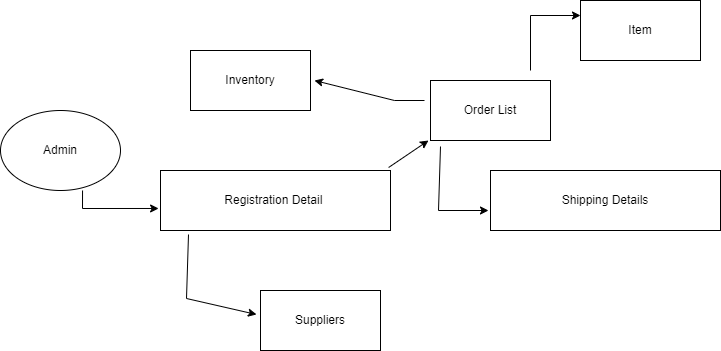 Item
Inventory
Order List
Admin
Registration Detail
Shipping Details
Suppliers